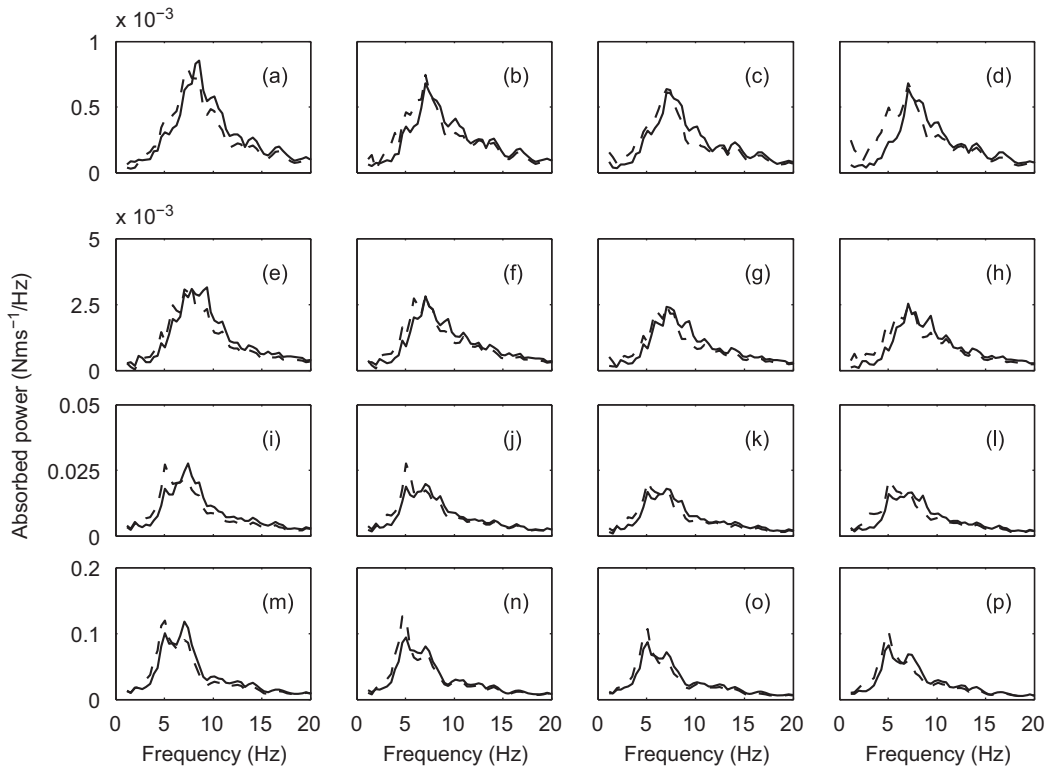 x 10⁻³
1
0.5
0
(a)
(b)
(c)
(d)
x 10⁻³
5
2.5
0
(e)
(f)
(g)
(h)
Absorbed power (Nms⁻¹/Hz)
0.05
0.025
0
(i)
(j)
(k)
(l)
0.2
0.1
0
(m)
(n)
(o)
(p)
0 5 10 15 20 0 5 10 15 20 0 5 10 15 20 0 5 10 15 20
Frequency (Hz) Frequency (Hz) Frequency (Hz) Frequency (Hz)